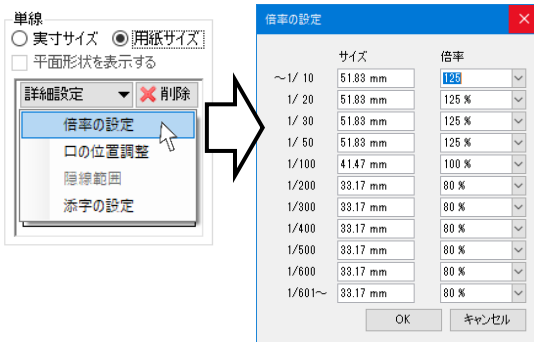 単線
実寸サイズ 用紙サイズ
平面形状を表示する
詳細設定 削除
倍率の設定
口の位置調整
隠線範囲
添字の設定
倍率の設定
サイズ 倍率
～1/ 10 51.83 mm 125
1/ 20 51.83 mm 125 %
1/ 30 51.83 mm 125 %
1/ 50 51.83 mm 125 %
1/100 41.47 mm 100 %
1/200 33.17 mm 80 %
1/300 33.17 mm 80 %
1/400 33.17 mm 80 %
1/500 33.17 mm 80 %
1/600 33.17 mm 80 %
1/601～ 33.17 mm 80 %
OK キャンセル